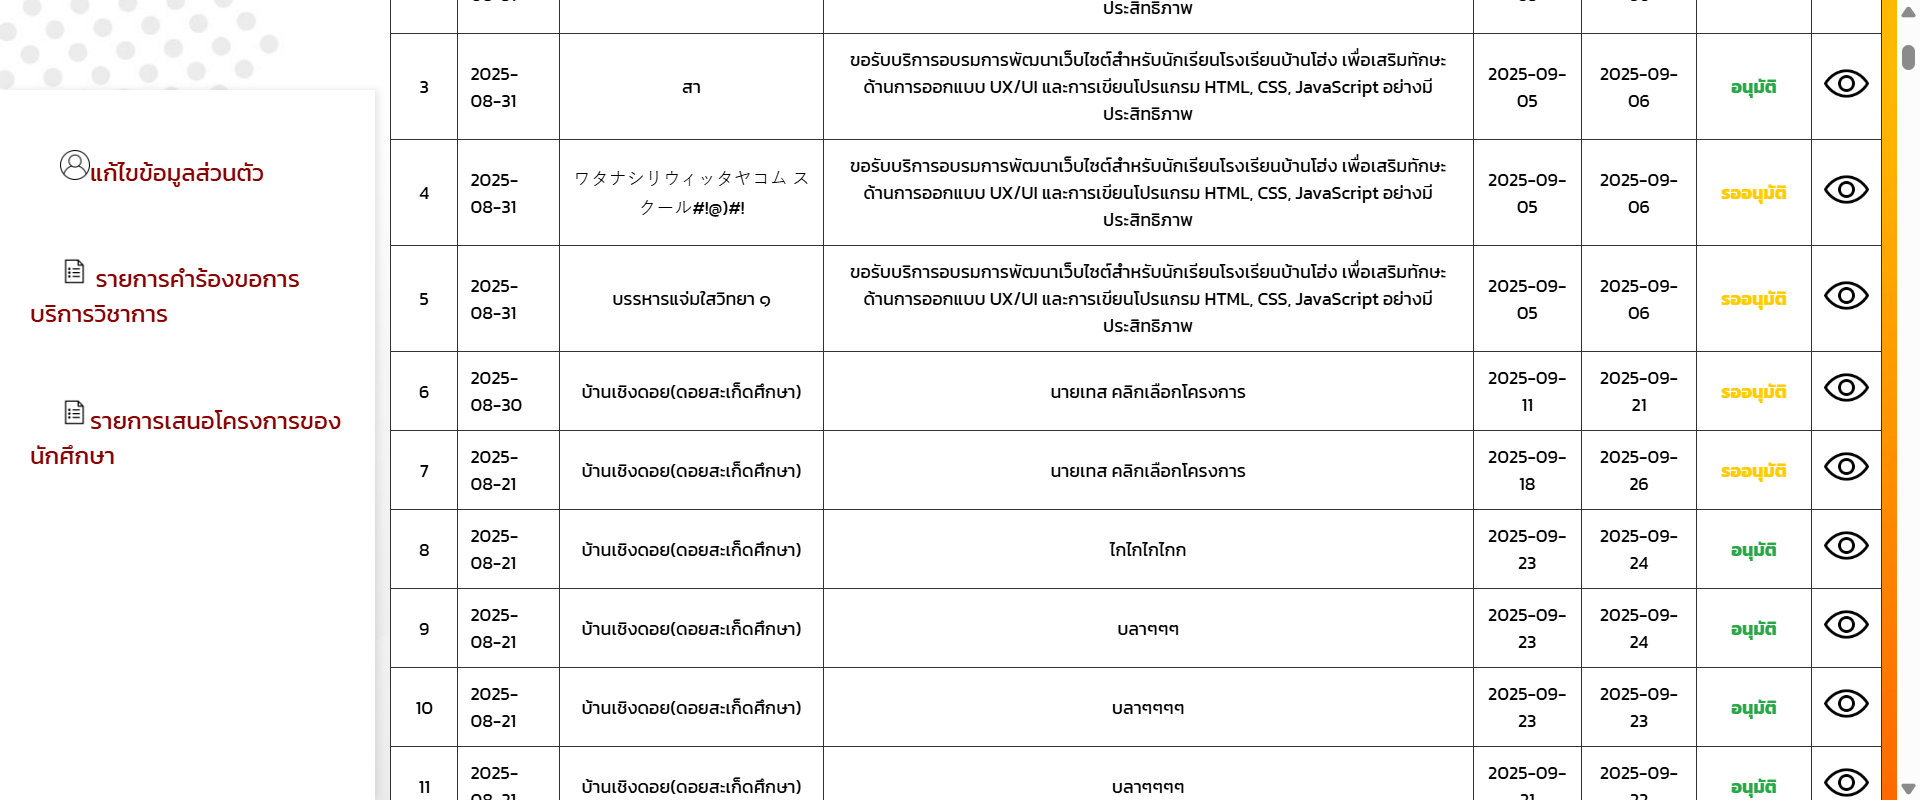 แก้ไขข้อมูลส่วนตัว
รายการคำร้องขอการ
บริการวิชาการ
รายการเสนอโครงการของ
นักศึกษา
ประสิทธิภาพ
3
2025-
08-31
สา
ขอรับบริการอบรมการพัฒนาเว็บไซต์สำหรับนักเรียนโรงเรียนบ้านโฮ่ง เพื่อเสริมทักษะ
ด้านการออกแบบ UX/UI และการเขียนโปรแกรม HTML, CSS, JavaScript อย่างมี
ประสิทธิภาพ
2025-09-
05
2025-09-
06
อนุมัติ
4
2025-
08-31
ワタナシリウィッタヤコム ス
クール#!@)#!
ขอรับบริการอบรมการพัฒนาเว็บไซต์สำหรับนักเรียนโรงเรียนบ้านโฮ่ง เพื่อเสริมทักษะ
ด้านการออกแบบ UX/UI และการเขียนโปรแกรม HTML, CSS, JavaScript อย่างมี
ประสิทธิภาพ
2025-09-
05
2025-09-
06
รออนุมัติ
5
2025-
08-31
บรรหารแจ่มใสวิทยา ๑
ขอรับบริการอบรมการพัฒนาเว็บไซต์สำหรับนักเรียนโรงเรียนบ้านโฮ่ง เพื่อเสริมทักษะ
ด้านการออกแบบ UX/UI และการเขียนโปรแกรม HTML, CSS, JavaScript อย่างมี
ประสิทธิภาพ
2025-09-
05
2025-09-
06
รออนุมัติ
6
2025-
08-30
บ้านเชิงดอย(ดอยสะเก็ดศึกษา)
นายเทส คลิกเลือกโครงการ
2025-09-
11
2025-09-
21
รออนุมัติ
7
2025-
08-21
บ้านเชิงดอย(ดอยสะเก็ดศึกษา)
นายเทส คลิกเลือกโครงการ
2025-09-
18
2025-09-
26
รออนุมัติ
8
2025-
08-21
บ้านเชิงดอย(ดอยสะเก็ดศึกษา)
ไกไกไกไกก
2025-09-
23
2025-09-
24
อนุมัติ
9
2025-
08-21
บ้านเชิงดอย(ดอยสะเก็ดศึกษา)
บลาๆๆๆ
2025-09-
23
2025-09-
24
อนุมัติ
10
2025-
08-21
บ้านเชิงดอย(ดอยสะเก็ดศึกษา)
บลาๆๆๆๆ
2025-09-
23
2025-09-
23
อนุมัติ
11
2025-
บ้านเชิงดอย(ดอยสะเก็ดศึกษา)
บลาๆๆๆๆ
2025-09-
2025-09-
อนุมัติ